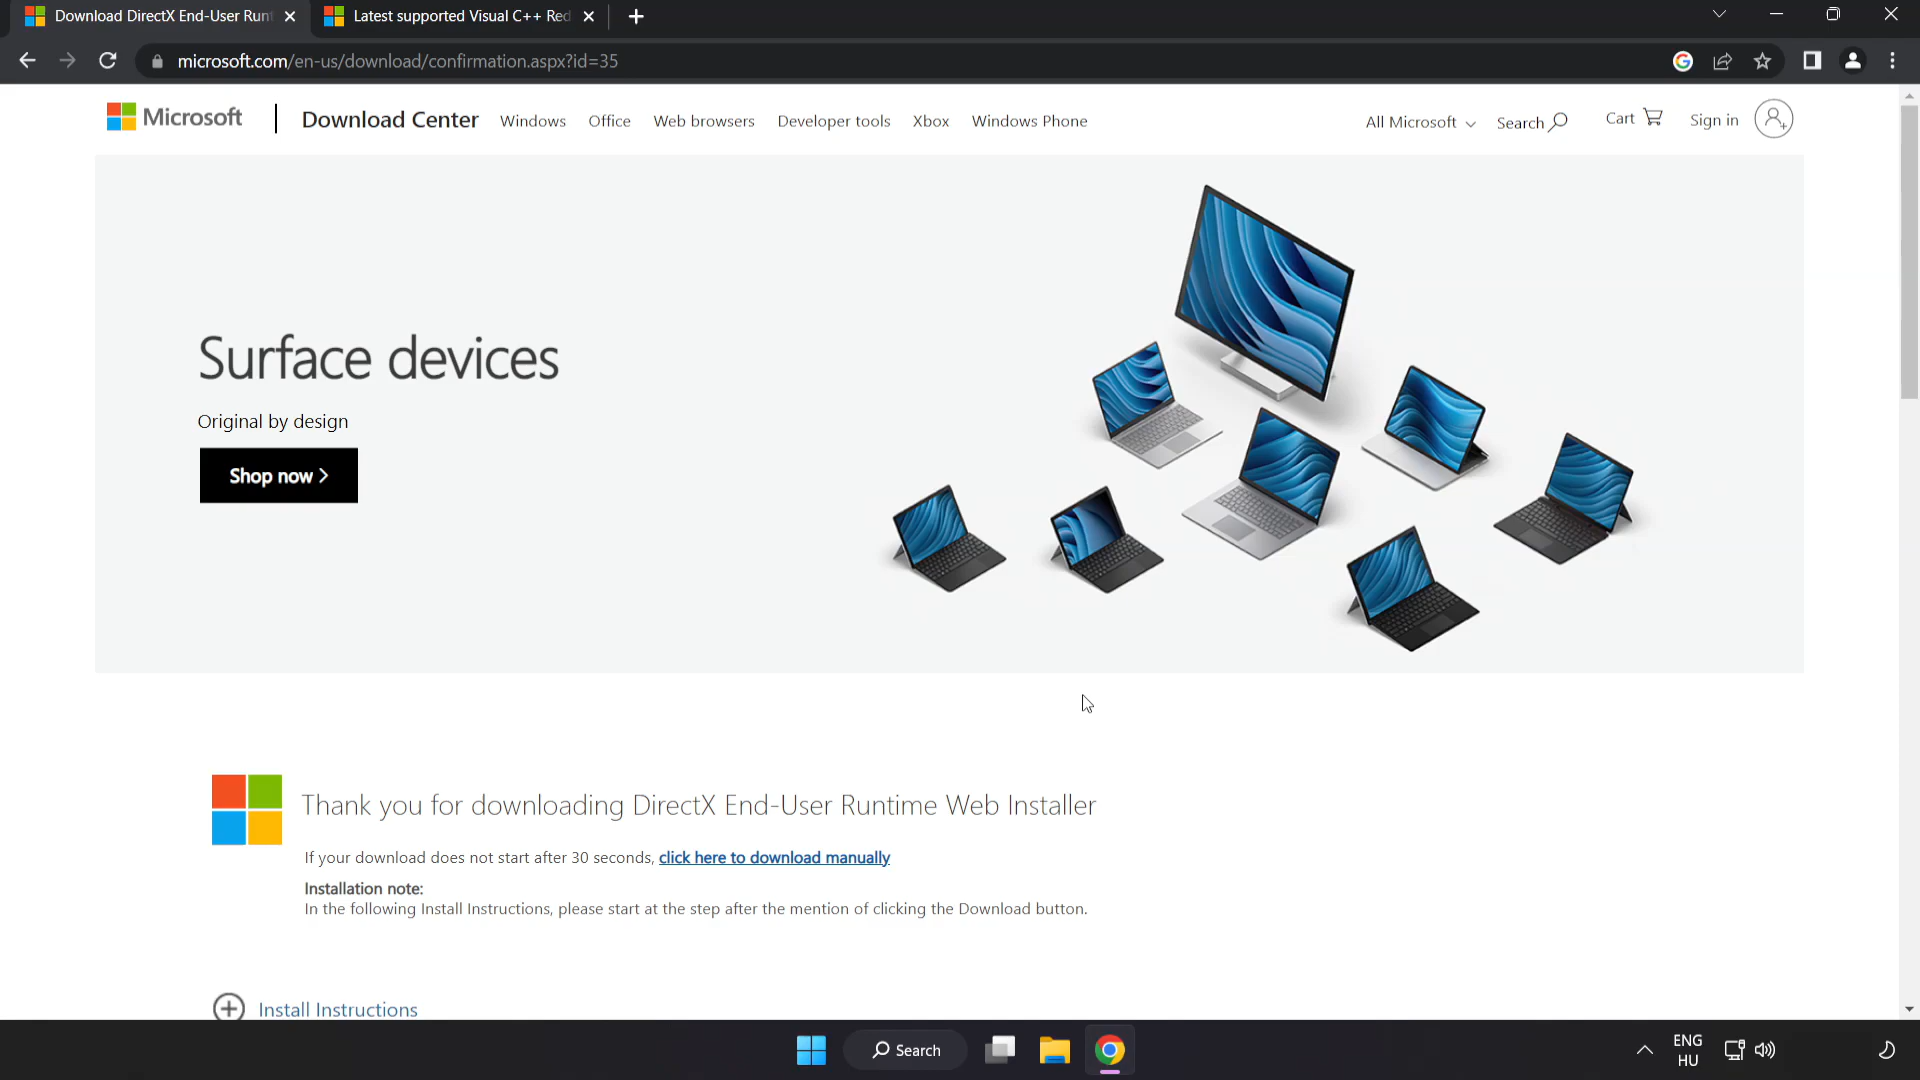 Download DirectX End-User Runt
Latest supported Visual C++ Red
microsoft.com/en-us/download/confirmation.aspx?id=35
Microsoft
Download Center
Windows
Office
Web browsers
Developer tools
Xbox
Windows Phone
All Microsoft
Search
Cart
Sign in
Surface devices
Original by design
Shop now >
Thank you for downloading DirectX End-User Runtime Web Installer
If your download does not start after 30 seconds, click here to download manually
Installation note:
In the following Install Instructions, please start at the step after the mention of clicking the Download button.
Install Instructions
Search
ENG
HU